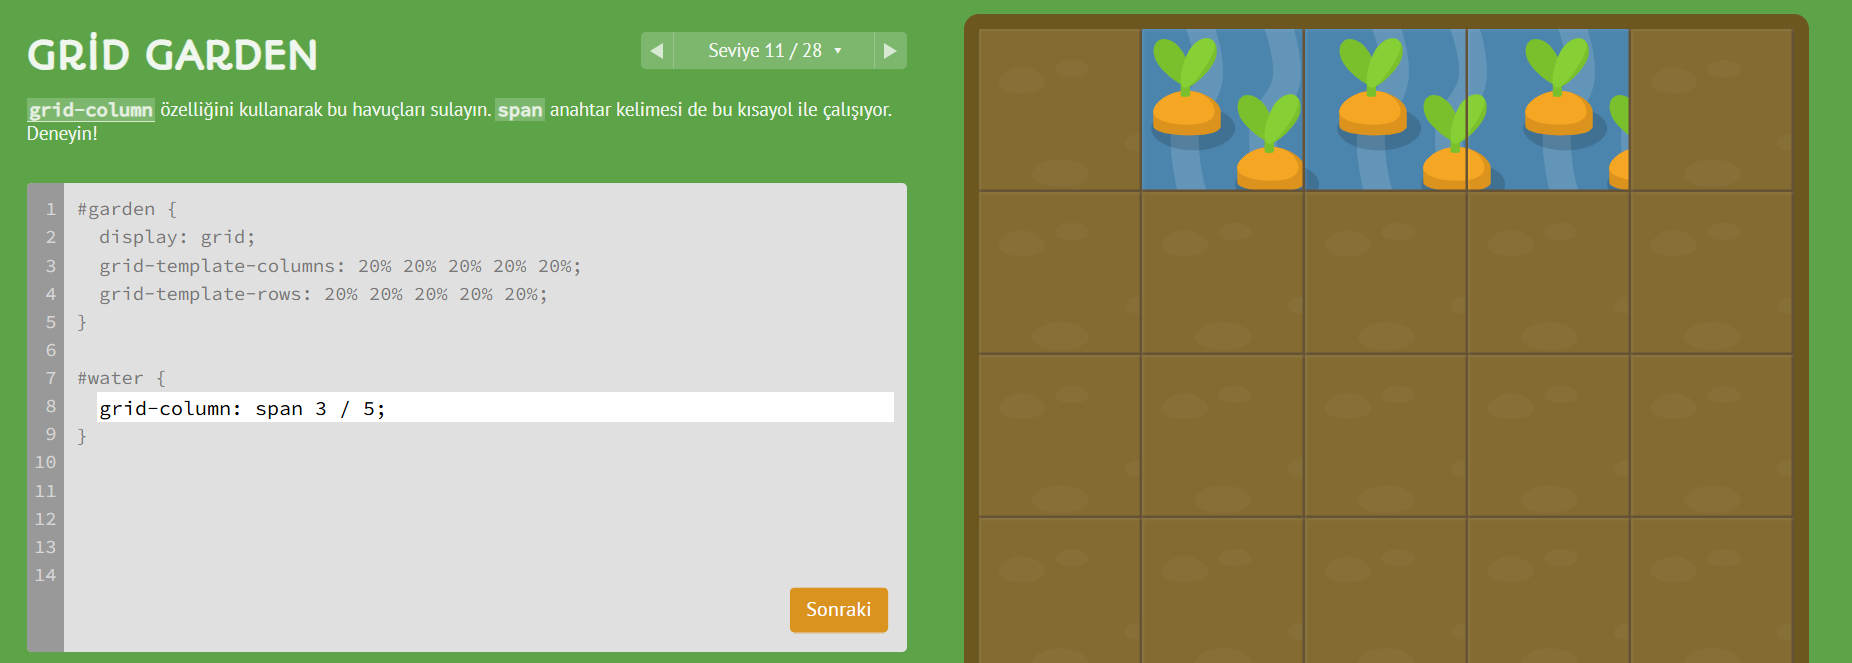 GRİD GARDEN
Seviye 11 / 28
grid-column özelliğini kullanarak bu havuçları sulayın. span anahtar kelimesi de bu kısayol ile çalışıyor.
Deneyin!
1 #garden {
2 display: grid;
3 grid-template-columns: 20% 20% 20% 20% 20%;
4 grid-template-rows: 20% 20% 20% 20% 20%;
5 }
6
7 #water {
8 grid-column: span 3 / 5;
9 }
10
11
12
13
14
Sonraki